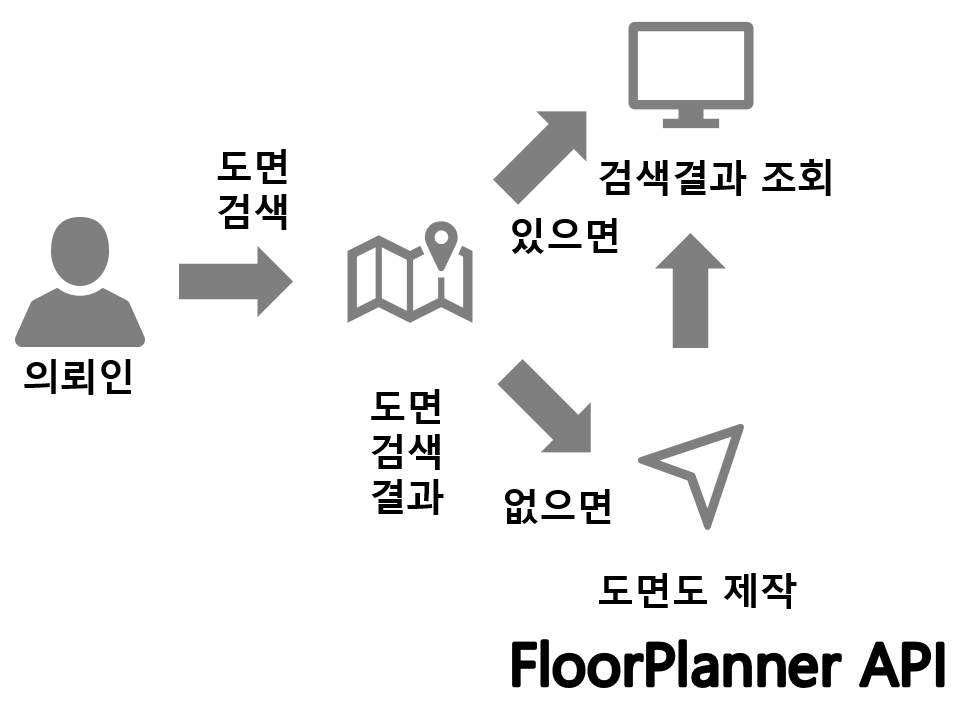 도면
검색
의뢰인
도면
검색
결과
있으면
검색결과 조회
없으면
도면도 제작
FloorPlanner API